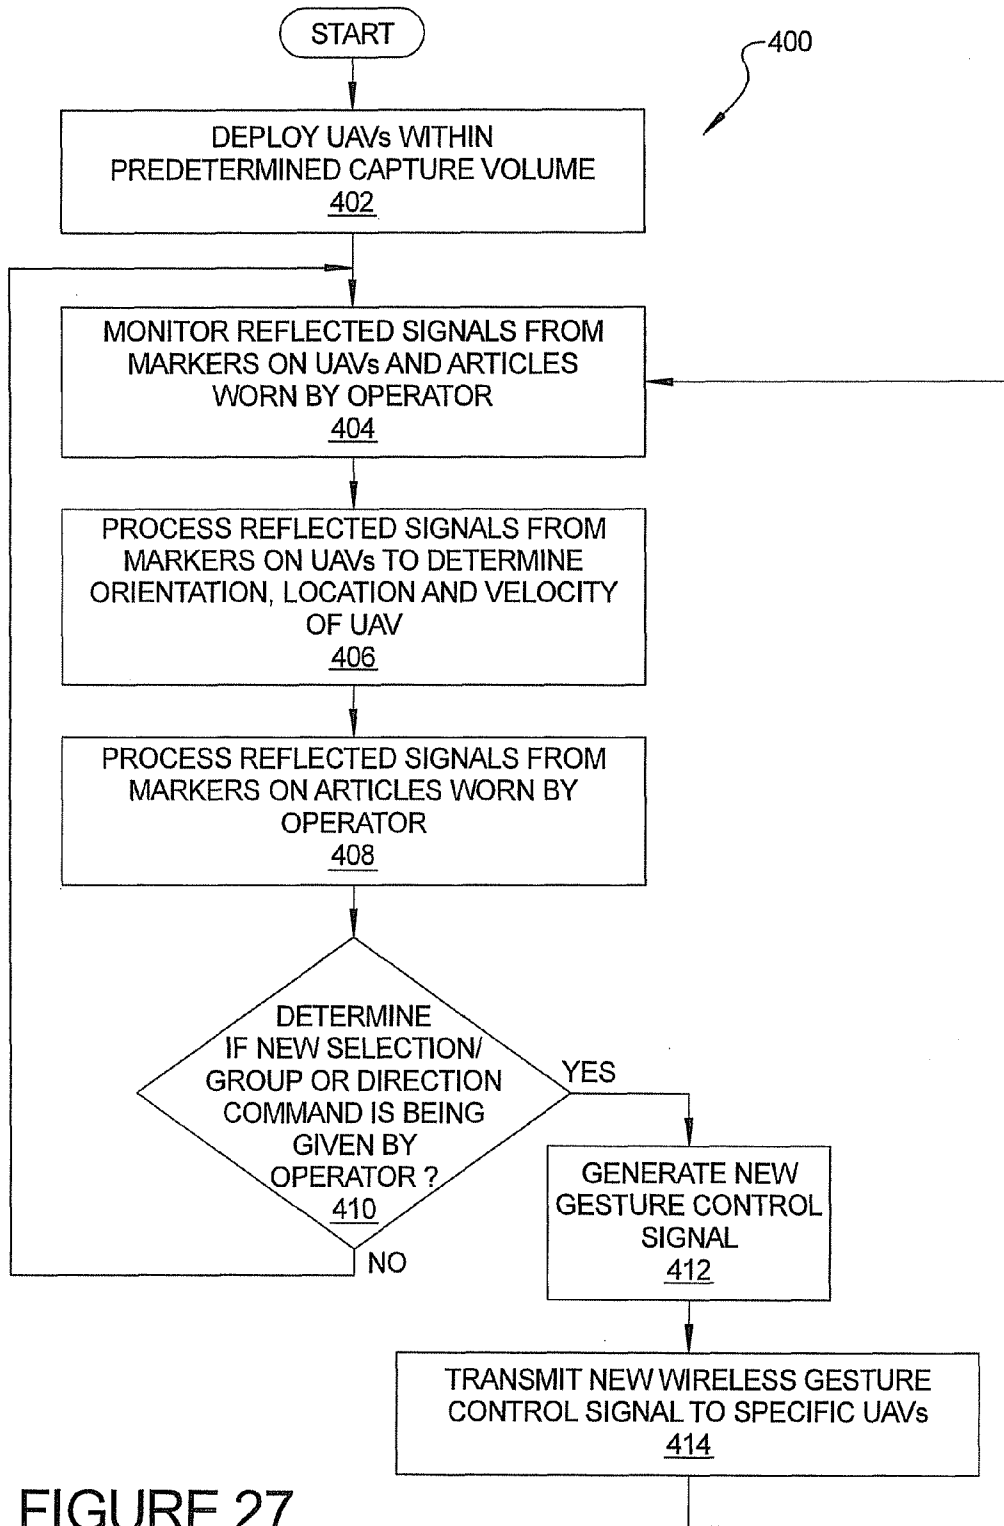 START
400
DEPLOY UAVs WITHIN
PREDETERMINED CAPTURE VOLUME
402
MONITOR REFLECTED SIGNALS FROM
MARKERS ON UAVs AND ARTICLES
WORN BY OPERATOR
404
PROCESS REFLECTED SIGNALS FROM
MARKERS ON UAVs TO DETERMINE
ORIENTATION, LOCATION AND VELOCITY
OF UAV
406
PROCESS REFLECTED SIGNALS FROM
MARKERS ON ARTICLES WORN BY
OPERATOR
408
DETERMINE
IF NEW SELECTION/
GROUP OR DIRECTION
COMMAND IS BEING
GIVEN BY
OPERATOR ?
410
YES
NO
GENERATE NEW
GESTURE CONTROL
SIGNAL
412
TRANSMIT NEW WIRELESS GESTURE
CONTROL SIGNAL TO SPECIFIC UAVs
414
FIGURE 27